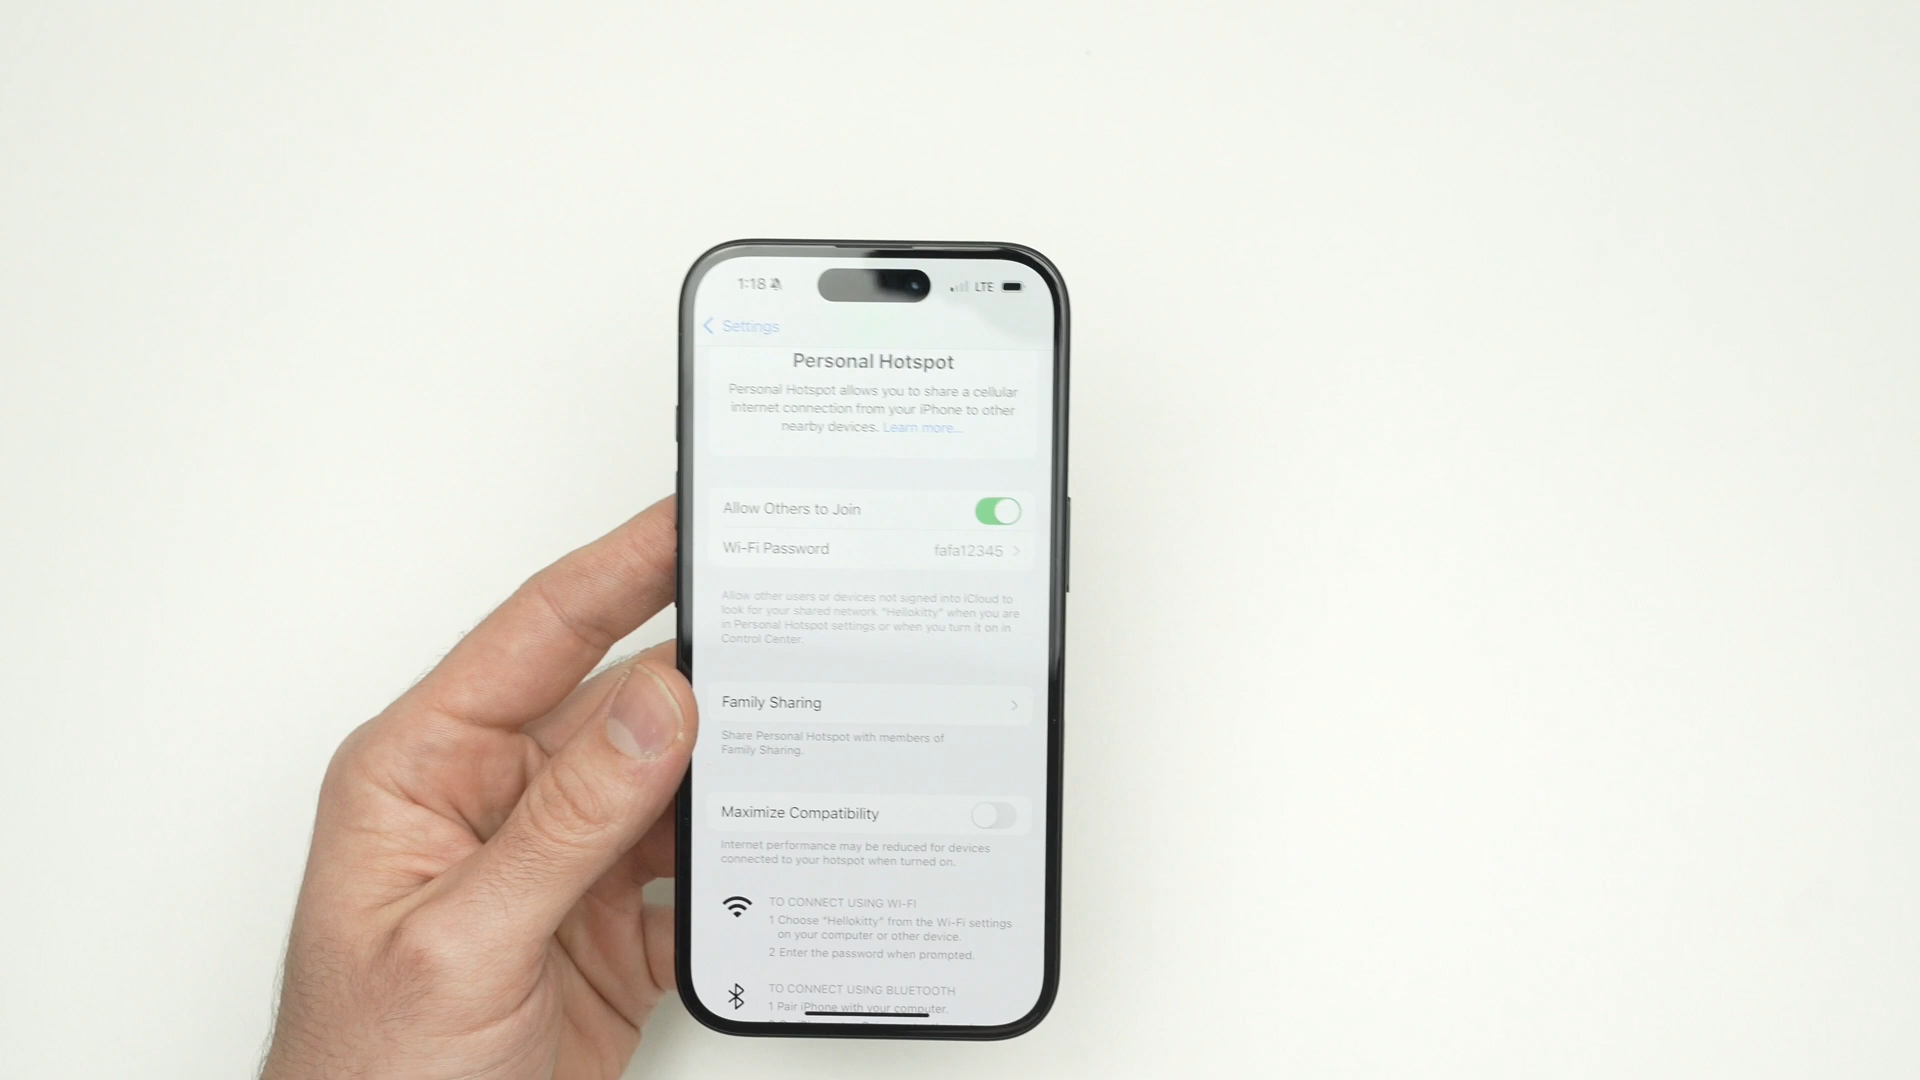 1:18 LTE
Settings
Personal Hotspot
Personal Hotspot allows you to share a cellular
internet connection from your iPhone to other
nearby devices. Learn more...
Allow Others to Join
Wi-Fi Password fafa12345
Allow other users or devices not signed into iCloud to
look for your shared network "Hellokitty" when you are
in Personal Hotspot settings or when you turn it on in
Control Center.
Family Sharing
Share Personal Hotspot with members of
Family Sharing.
Maximize Compatibility
Internet performance may be reduced for devices
connected to your hotspot when turned on.
TO CONNECT USING WI-FI
1 Choose "Hellokitty" from the Wi-Fi settings
on your computer or other device.
2 Enter the password when prompted.
TO CONNECT USING BLUETOOTH
1 Pair iPhone with your computer.